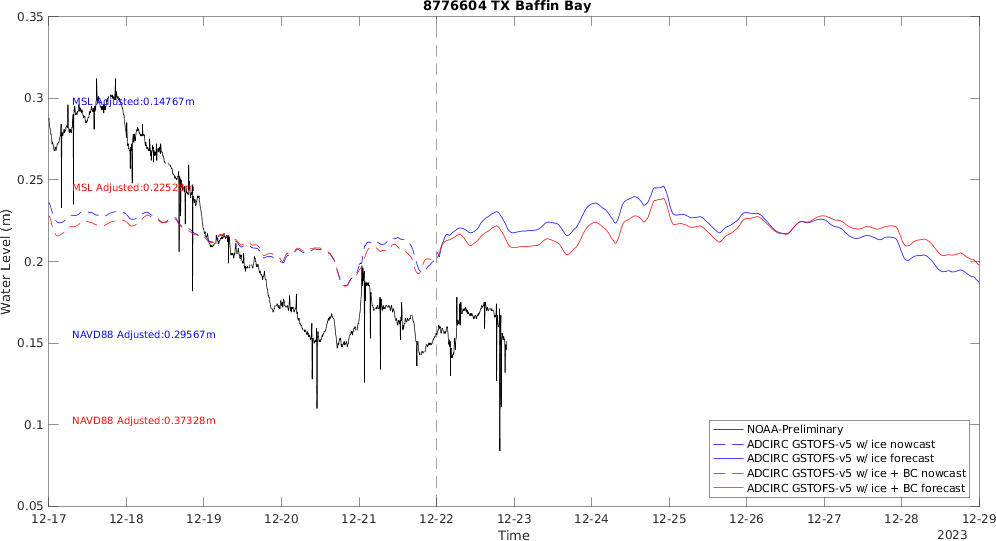 8776604 TX Baffin Bay
0.35
0.3
0.25
0.2
0.15
0.1
0.05
Water Level (m)
MSL Adjusted:0.14767m
MSL Adjusted:
NAVD88 Adjusted:0.29567m
NAVD88 Adjusted:0.37328m
NOAA-Preliminary
ADCIRC GSTOFS-v5 w/ ice nowcast
ADCIRC GSTOFS-v5 w/ ice forecast
ADCIRC GSTOFS-v5 w/ ice + BC nowcast
ADCIRC GSTOFS-v5 w/ ice + BC forecast
12-17 12-18 12-19 12-20 12-21 12-22 12-23 12-24 12-25 12-26 12-27 12-28 12-29
Time
2023